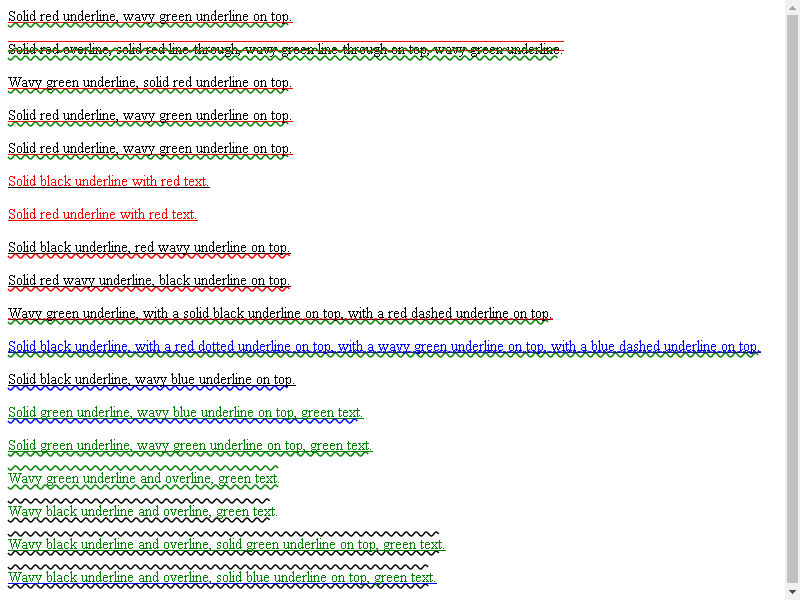 Solid red underline, wavy green underline on top.
Solid red overline, solid red line-through, wavy green line-through on top, wavy green underline.
Wavy green underline, solid red underline on top.
Solid red underline, wavy green underline on top.
Solid red underline, wavy green underline on top.
Solid black underline with red text.
Solid red underline with red text.
Solid black underline, red wavy underline on top.
Solid red wavy underline, black underline on top.
Wavy green underline, with a solid black underline on top, with a red dashed underline on top.
Solid black underline, with a red dotted underline on top, with a wavy green underline on top, with a blue dashed underline on top.
Solid black underline, wavy blue underline on top.
Solid green underline, wavy blue underline on top, green text.
Solid green underline, wavy green underline on top, green text.
Wavy green underline and overline, green text.
Wavy black underline and overline, green text.
Wavy black underline and overline, solid green underline on top, green text.
Wavy black underline and overline, solid blue underline on top, green text.